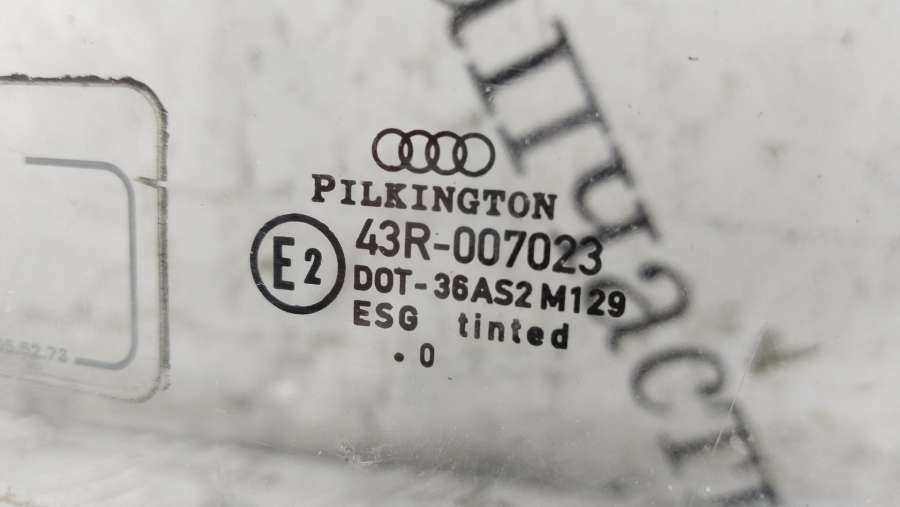 PILKINGTON
E2
43R-007023
DOT-36AS2 M129
ESG tinted
.0